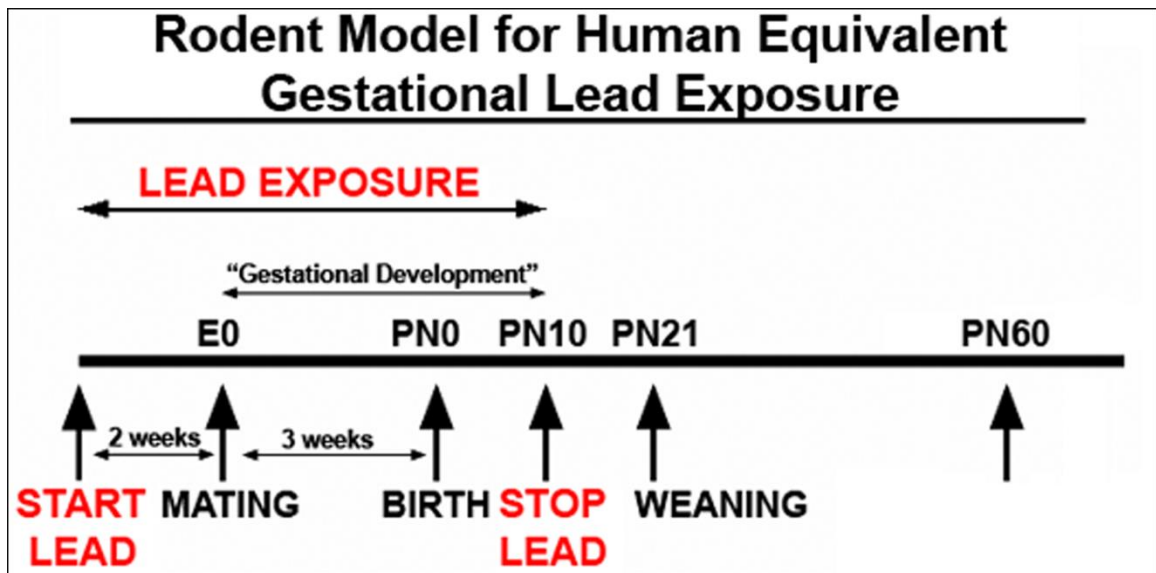 Rodent Model for Human Equivalent
Gestational Lead Exposure
LEAD EXPOSURE
“Gestational Development”
E0 PN0 PN10 PN21 PN60
2 weeks 3 weeks
START MATING BIRTH STOP WEANING
LEAD LEAD